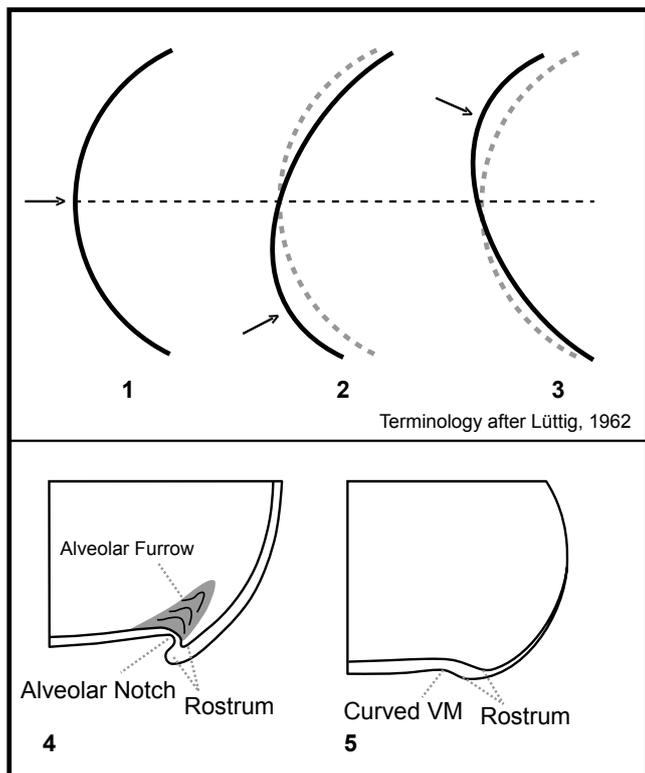 1
2
3
Terminology after Lüttig, 1962
Alveolar Furrow
Alveolar Notch
Rostrum
4
Curved VM
Rostrum
5